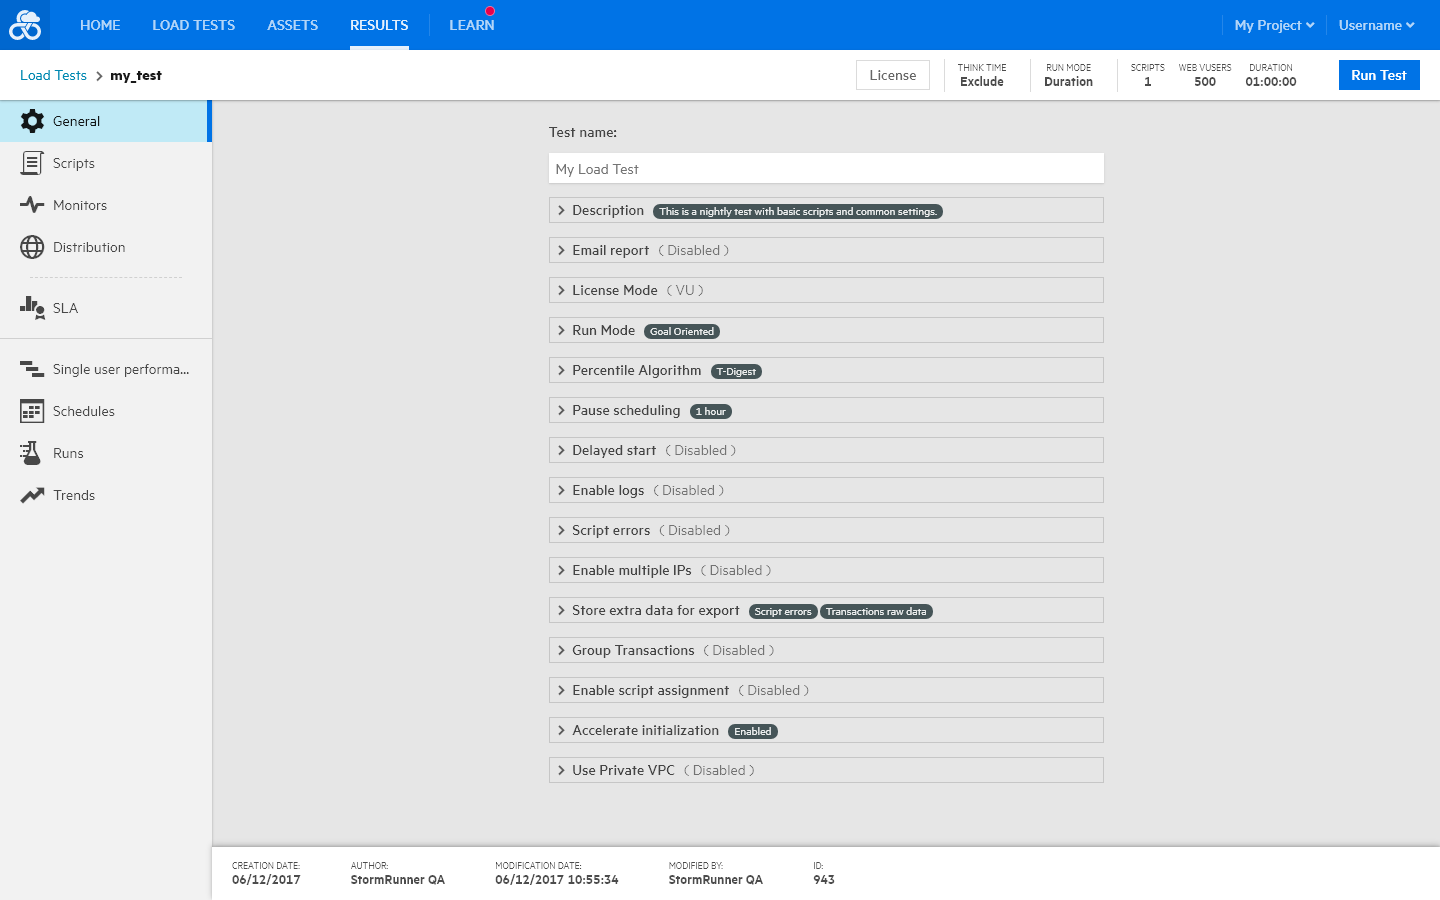 HOME LOAD TESTS ASSETS RESULTS LEARN My Project Username
Load Tests my_test License THINK TIME Exclude RUN MODE Duration SCRIPTS 1 WEB VUSERS 500 DURATION 01:00:00 Run Test
General
Scripts
Monitors
Distribution
SLA
Single user performa...
Schedules
Runs
Trends
Test name:
My Load Test
Description This is a nightly test with basic scripts and common settings.
Email report ( Disabled )
License Mode ( VU )
Run Mode Goal Oriented
Percentile Algorithm T-Digest
Pause scheduling 1 hour
Delayed start ( Disabled )
Enable logs ( Disabled )
Script errors ( Disabled )
Enable multiple IPs ( Disabled )
Store extra data for export Script errors Transactions raw data
Group Transactions ( Disabled )
Enable script assignment ( Disabled )
Accelerate initialization Enabled
Use Private VPC ( Disabled )
CREATION DATE: AUTHOR: MODIFICATION DATE: MODIFIED BY: ID:
06/12/2017 StormRunner QA 06/12/2017 10:55:34 StormRunner QA 943